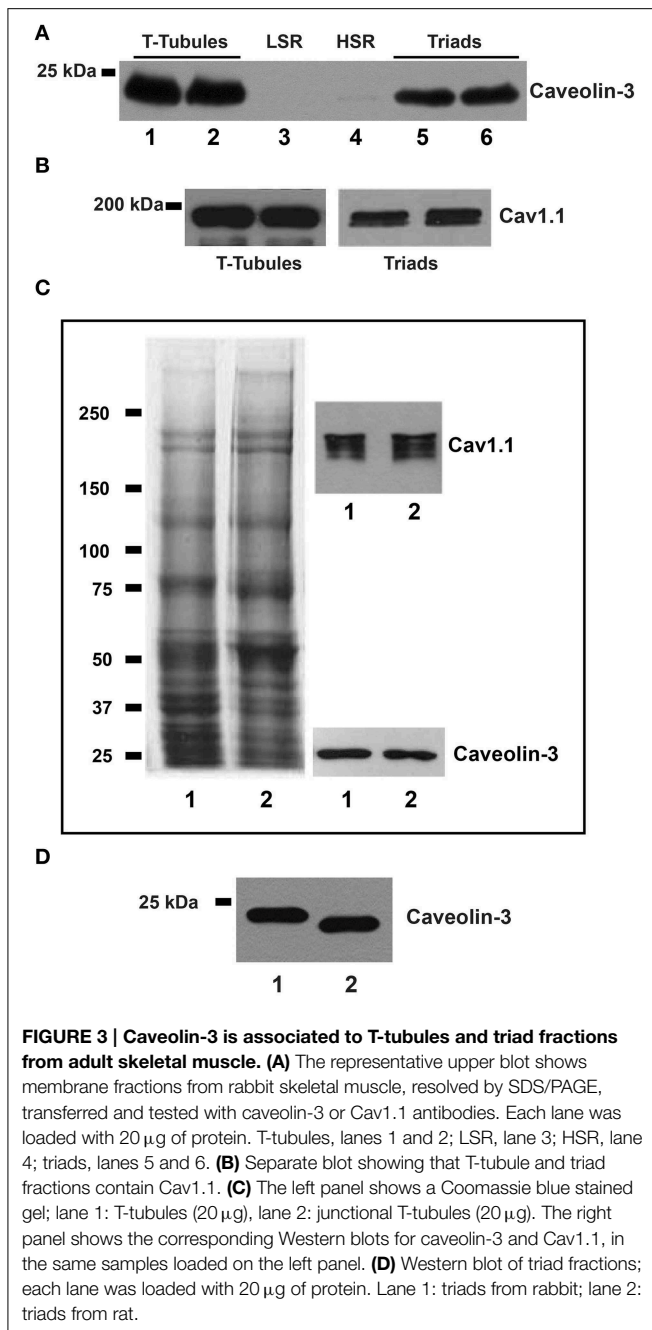 A
T-Tubules LSR HSR Triads
25 kDa
Caveolin-3
1 2 3 4 5 6
B
200 kDa
Cav1.1
T-Tubules Triads
C
250
150
100
75
50
37
25
1 2
Cav1.1
1 2
Caveolin-3
1 2
D
25 kDa
Caveolin-3
1 2
FIGURE 3 | Caveolin-3 is associated to T-tubules and triad fractions
from adult skeletal muscle. (A) The representative upper blot shows
membrane fractions from rabbit skeletal muscle, resolved by SDS/PAGE,
transferred and tested with caveolin-3 or Cav1.1 antibodies. Each lane was
loaded with 20 μg of protein. T-tubules, lanes 1 and 2; LSR, lane 3; HSR, lane
4; triads, lanes 5 and 6. (B) Separate blot showing that T-tubule and triad
fractions contain Cav1.1. (C) The left panel shows a Coomassie blue stained
gel; lane 1: T-tubules (20 μg), lane 2: junctional T-tubules (20 μg). The right
panel shows the corresponding Western blots for caveolin-3 and Cav1.1, in
the same samples loaded on the left panel. (D) Western blot of triad fractions;
each lane was loaded with 20 μg of protein. Lane 1: triads from rabbit; lane 2:
triads from rat.